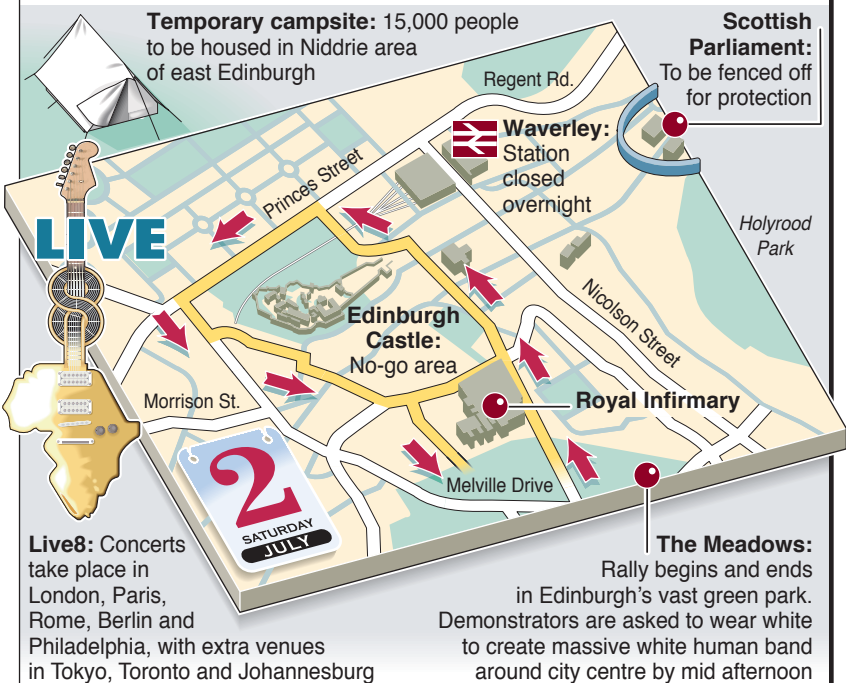 Temporary campsite: 15,000 people
to be housed in Niddrie area
of east Edinburgh
Scottish
Parliament:
To be fenced off
for protection
Regent Rd.
Waverley:
Station
closed
overnight
Princes Street
LIVE
Holyrood
Park
Nicolson Street
Edinburgh
Castle:
No-go area
Morrison St.
Royal Infirmary
2
SATURDAY
JULY
Melville Drive
Live8: Concerts
take place in
London, Paris,
Rome, Berlin and
Philadelphia, with extra venues
in Tokyo, Toronto and Johannesburg
The Meadows:
Rally begins and ends
in Edinburgh's vast green park.
Demonstrators are asked to wear white
to create massive white human band
around city centre by mid afternoon